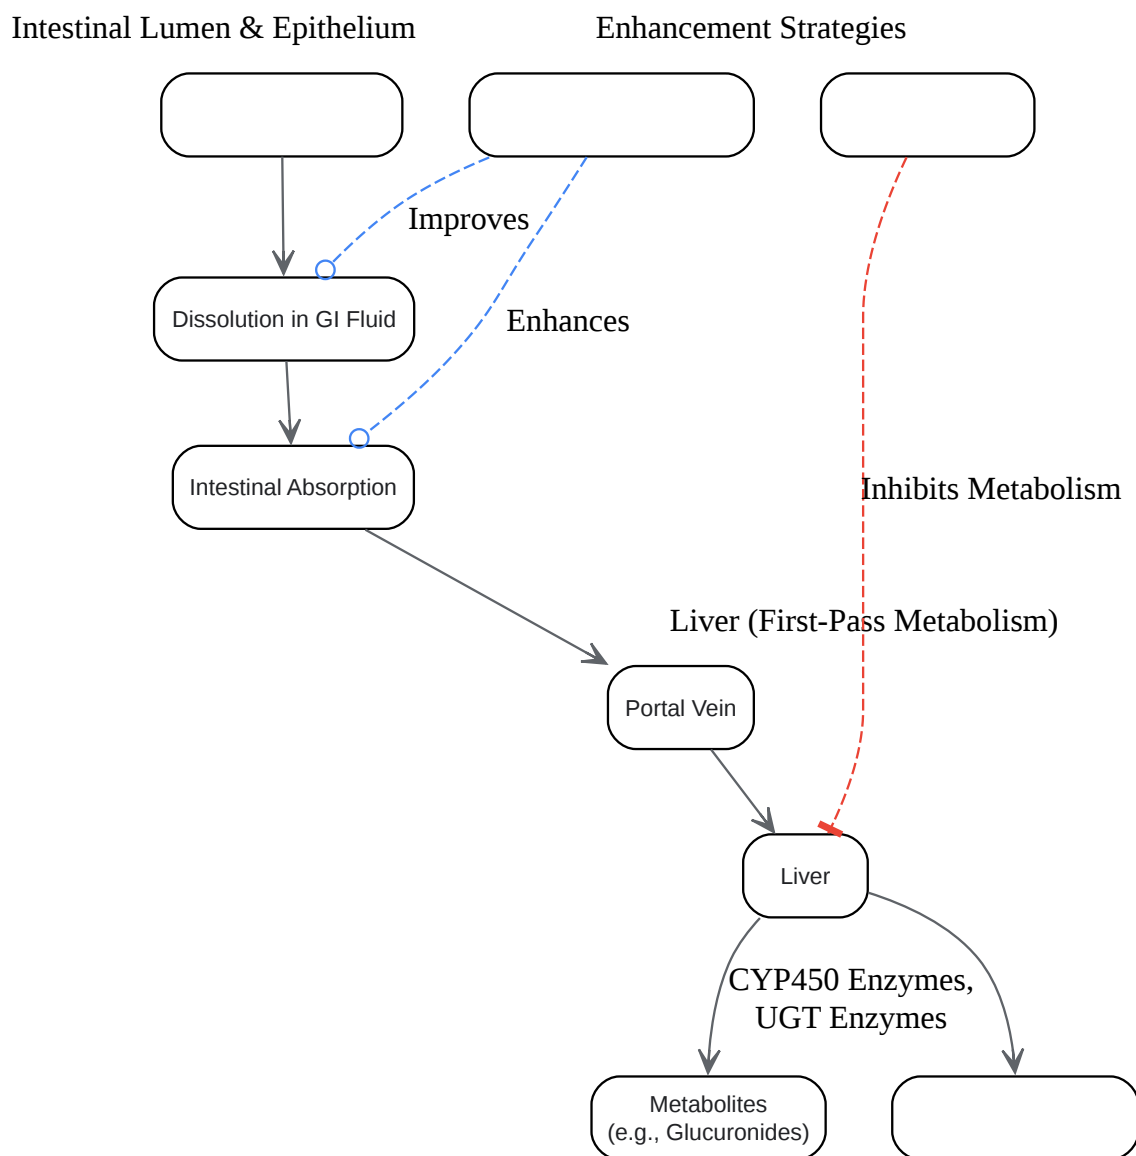 Intestinal Lumen & Epithelium
Enhancement Strategies
Improves
Dissolution in GI Fluid
Enhances
Intestinal Absorption
Inhibits Metabolism
Liver (First-Pass Metabolism)
Portal Vein
Liver
CYP450 Enzymes,
UGT Enzymes
Metabolites
(e.g., Glucuronides)